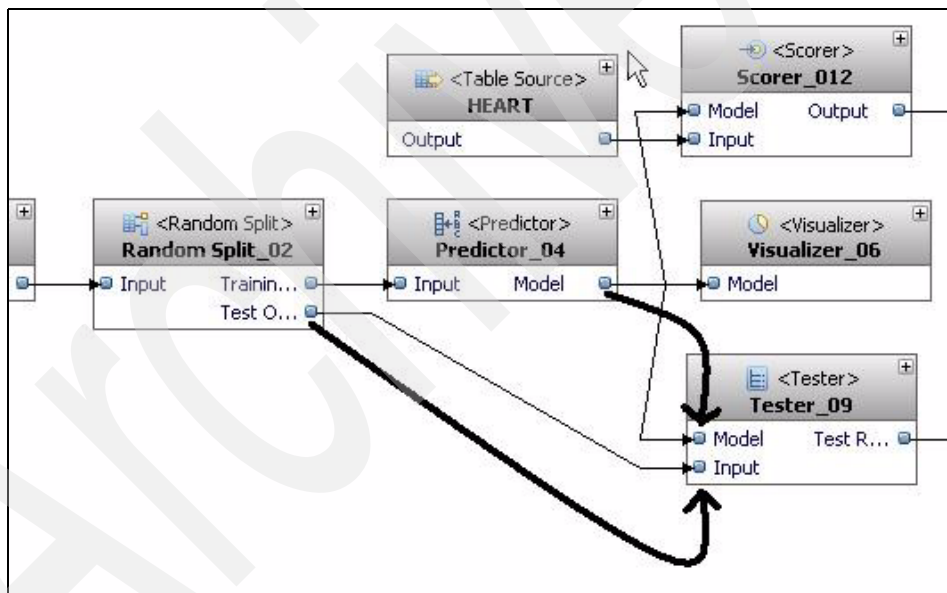 <Table Source>
HEART
Output
<Scorer>
Scorer_012
Model Output
Input
<Random Split>
Random Split_02
Input Trainin...
Test O...
<Predictor>
Predictor_04
Input Model
<Visualizer>
Visualizer_06
Model
<Tester>
Tester_09
Model Test R...
Input
Archive